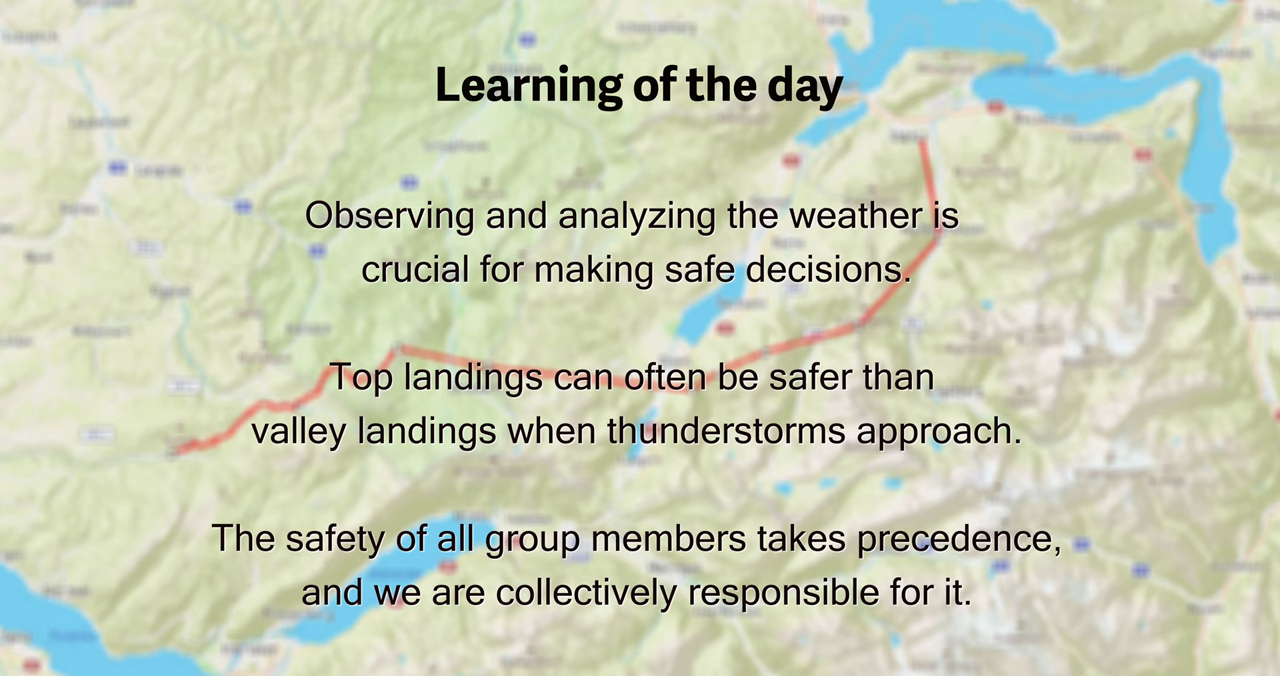 Learning of the day
Observing and analyzing the weather is
crucial for making safe decisions.
Top landings can often be safer than
valley landings when thunderstorms approach.
The safety of all group members takes precedence,
and we are collectively responsible for it.